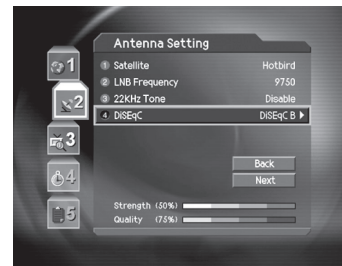 Antenna Setting
1 Satellite Hotbird
2 LNB Frequency 9750
3 22KHz Tone Disable
4 DiSEqC DiSEqC B
1
2
3
4
5
Back
Next
Strength (50%)
Quality (75%)